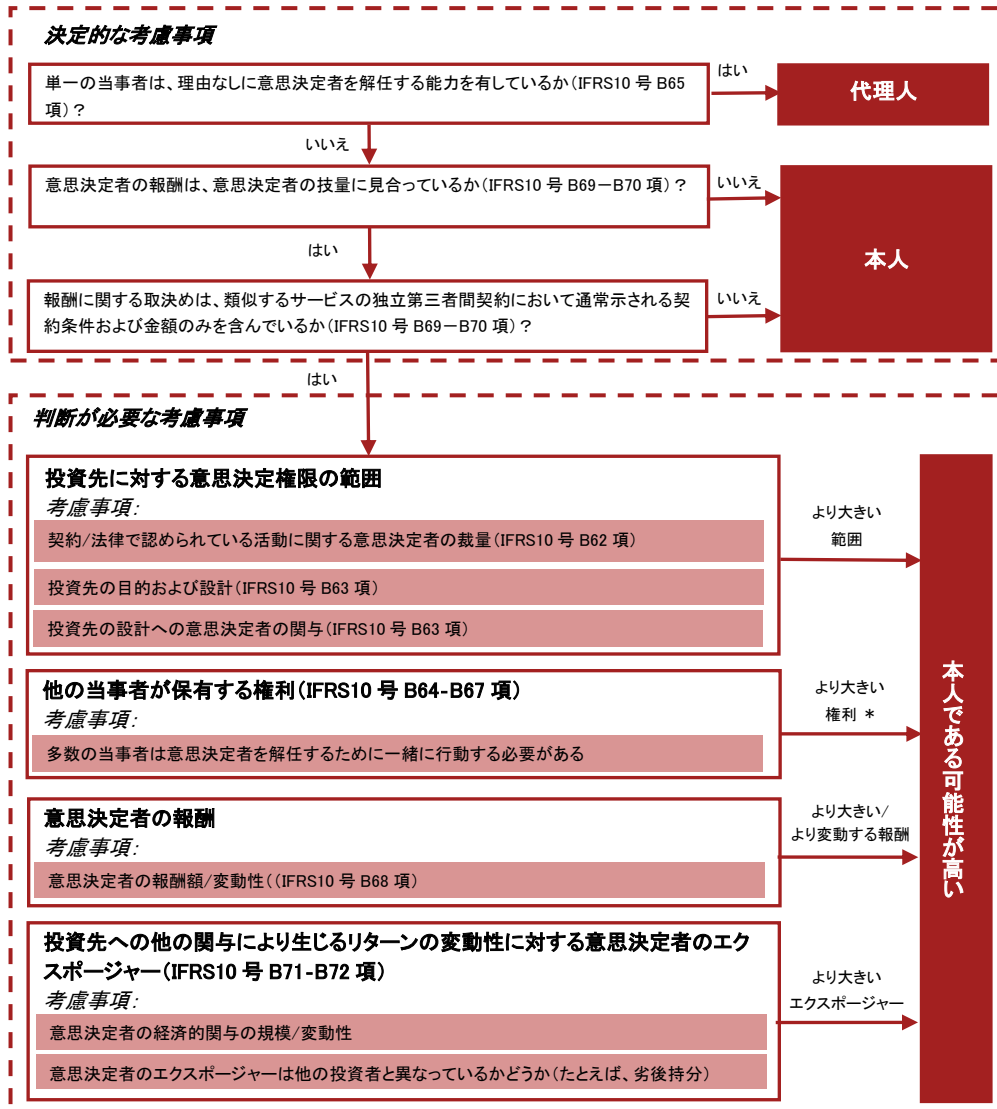 決定的な考慮事項
単一の当事者は、理由なしに意思決定者を解任する能力を有しているか(IFRS10 号 B65
項)？
はい
代理人
いいえ
意思決定者の報酬は、意思決定者の技量に見合っているか(IFRS10 号 B69－B70 項)？
いいえ
本人
はい
報酬に関する取決めは、類似するサービスの独立第三者間契約において通常示される契
約条件および金額のみを含んでいるか(IFRS10 号 B69－B70 項)？
いいえ
はい
判断が必要な考慮事項
投資先に対する意思決定権限の範囲
考慮事項:
契約/法律で認められている活動に関する意思決定者の裁量(IFRS10 号 B62 項)
投資先の目的および設計(IFRS10 号 B63 項)
投資先の設計への意思決定者の関与(IFRS10 号 B63 項)
より大きい
範囲
他の当事者が保有する権利(IFRS10 号 B64-B67 項)
考慮事項:
多数の当事者は意思決定者を解任するために一緒に行動する必要がある
より大きい
権利 *
意思決定者の報酬
考慮事項:
意思決定者の報酬額/変動性((IFRS10 号 B68 項)
より大きい/
より変動する報酬
投資先への他の関与により生じるリターンの変動性に対する意思決定者のエク
スポージャー(IFRS10 号 B71-B72 項)
考慮事項:
意思決定者の経済的関与の規模/変動性
意思決定者のエクスポージャーは他の投資者と異なっているかどうか(たとえば、劣後持分)
より大きい
エクスポージャー
本人である可能性が高い